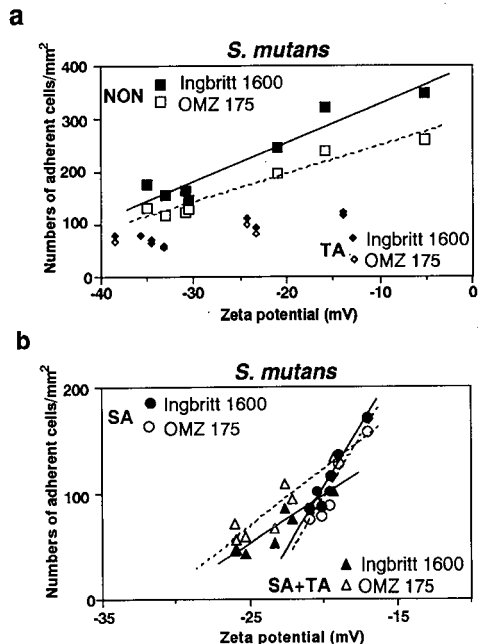 a
S. mutans
Numbers of adherent cells/mm2
400
300
200
100
0
NON
Ingbritt 1600
OMZ 175
TA
Ingbritt 1600
OMZ 175
-40 -30 -20 -10 0
Zeta potential (mV)
b
S. mutans
Numbers of adherent cells/mm2
200
100
0
SA
Ingbritt 1600
OMZ 175
SA+TA
Ingbritt 1600
OMZ 175
-35 -25 -15
Zeta potential (mV)